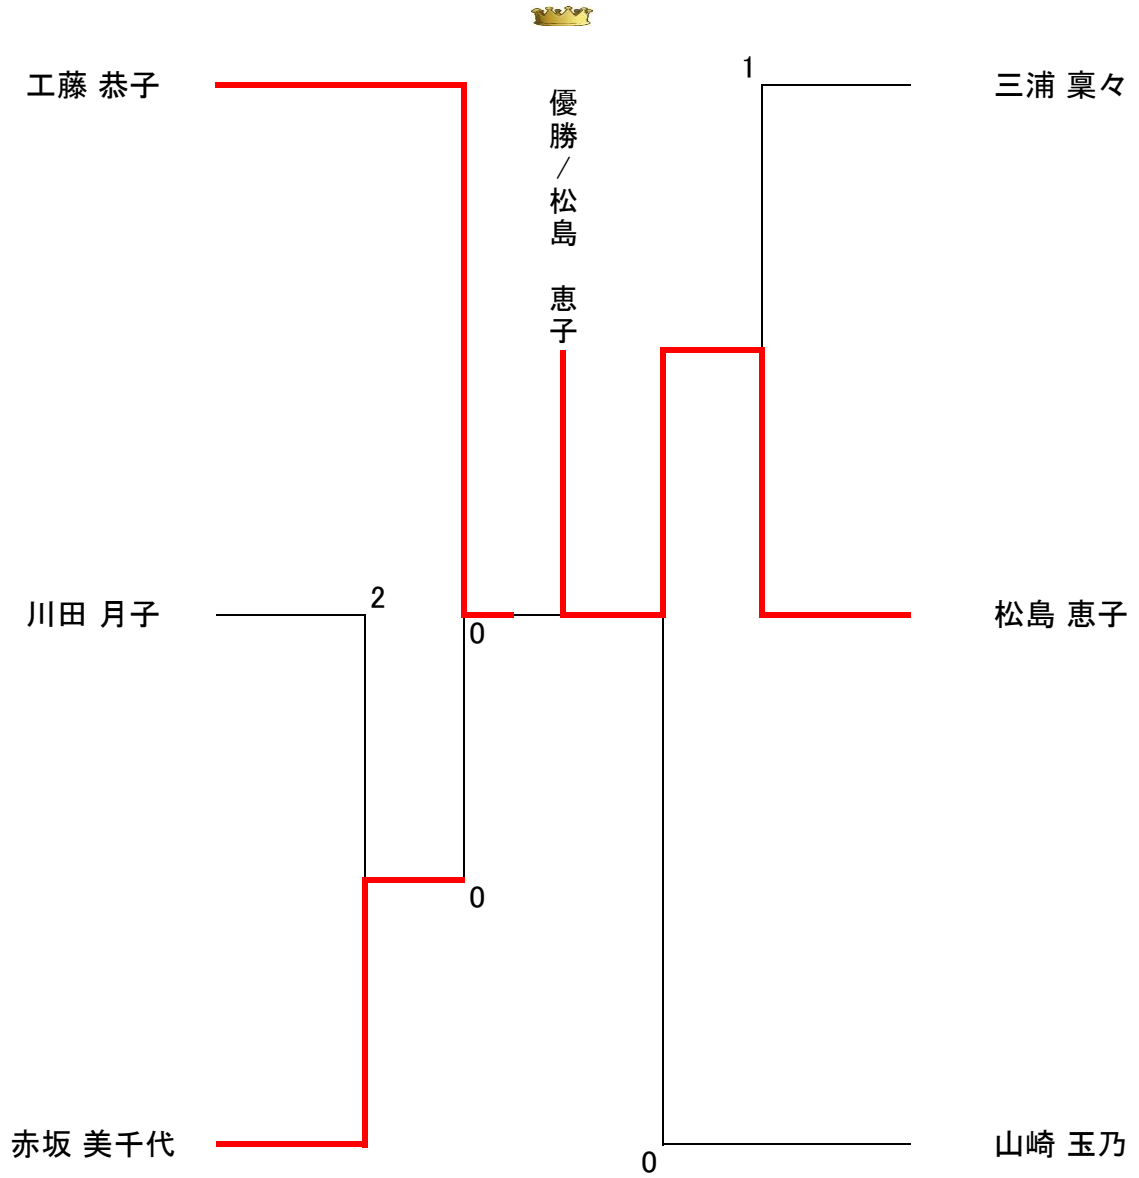 工藤 恭子
1
三浦 稟々
優勝/松島 恵子
川田 月子
2
0
松島 恵子
0
赤坂 美千代
0
山崎 玉乃